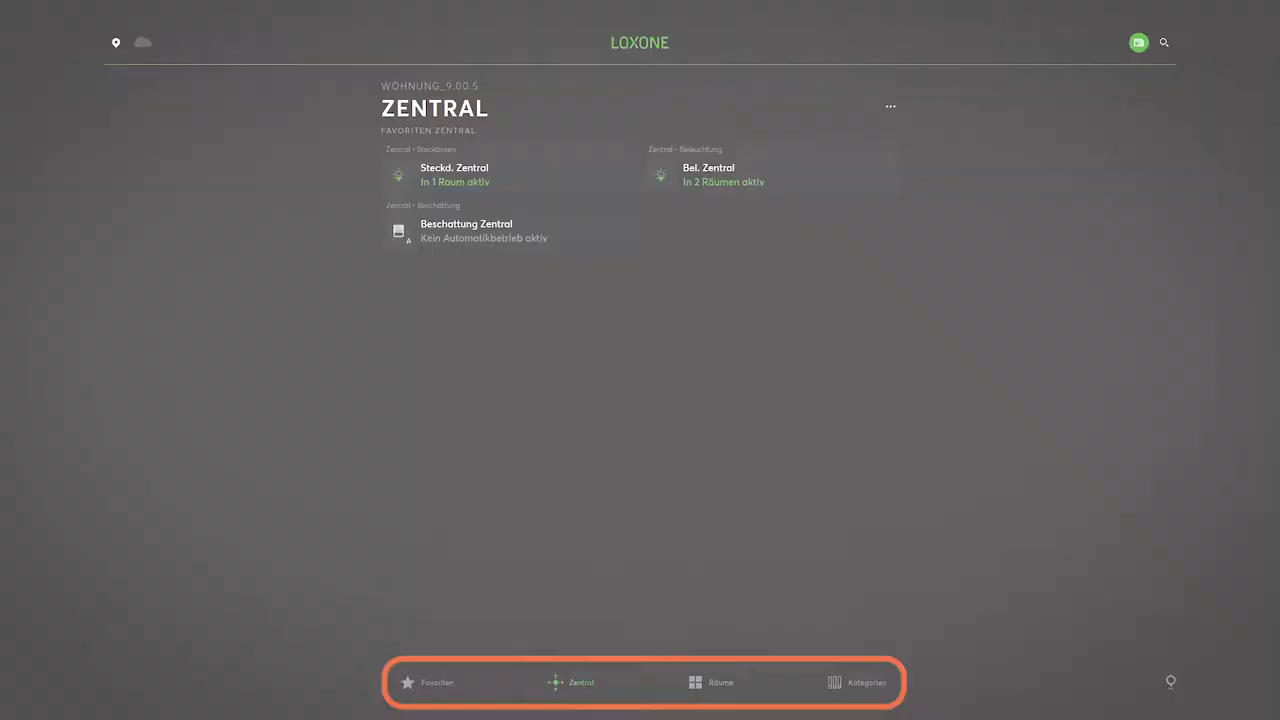 LOXONE
WOHNUNG_9.00.5
ZENTRAL
FAVORITEN ZENTRAL
Zentral • Steckdosen
Steckd. Zentral
In 1 Raum aktiv
Zentral • Beleuchtung
Bel. Zentral
In 2 Räumen aktiv
Zentral • Beschattung
Beschattung Zentral
A
Kein Automatikbetrieb aktiv
Favoriten
Zentral
Räume
Kategorien